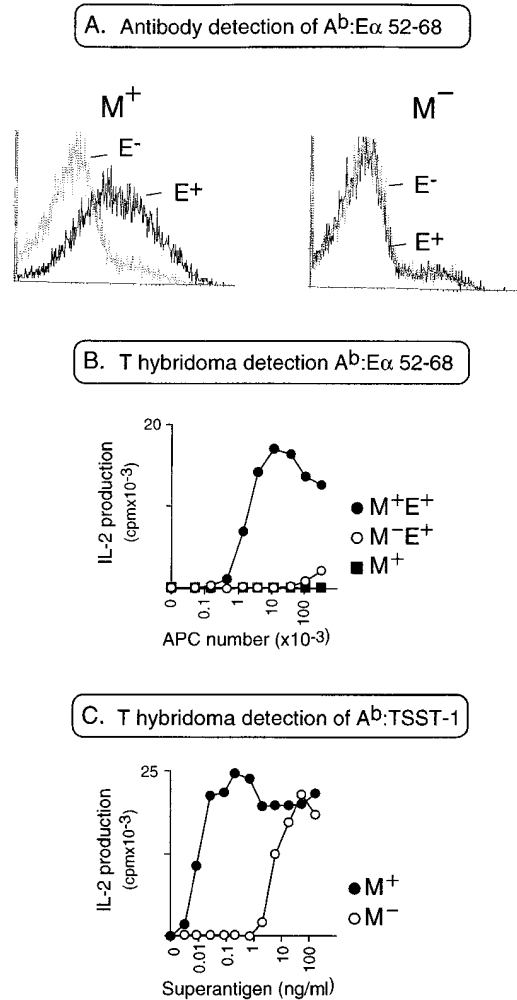 A. Antibody detection of Aᵇ:Eα 52-68
M⁺
M⁻
E⁻
E⁺
E⁻
E⁺
B. T hybridoma detection Aᵇ:Eα 52-68
20
IL-2 production
(cpmx10⁻³)
0 0.1 1 10 100
APC number (x10⁻³)
M⁺E⁺
M⁻E⁺
M⁺
C. T hybridoma detection of Aᵇ:TSST-1
25
IL-2 production
(cpmx10⁻³)
0 0.01 0.1 1 10 100
Superantigen (ng/ml)
M⁺
M⁻